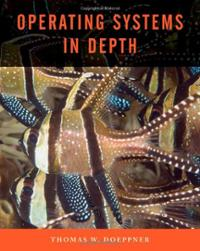 OPERATING SYSTEMS
IN DEPTH
THOMAS W. DOEPPNER